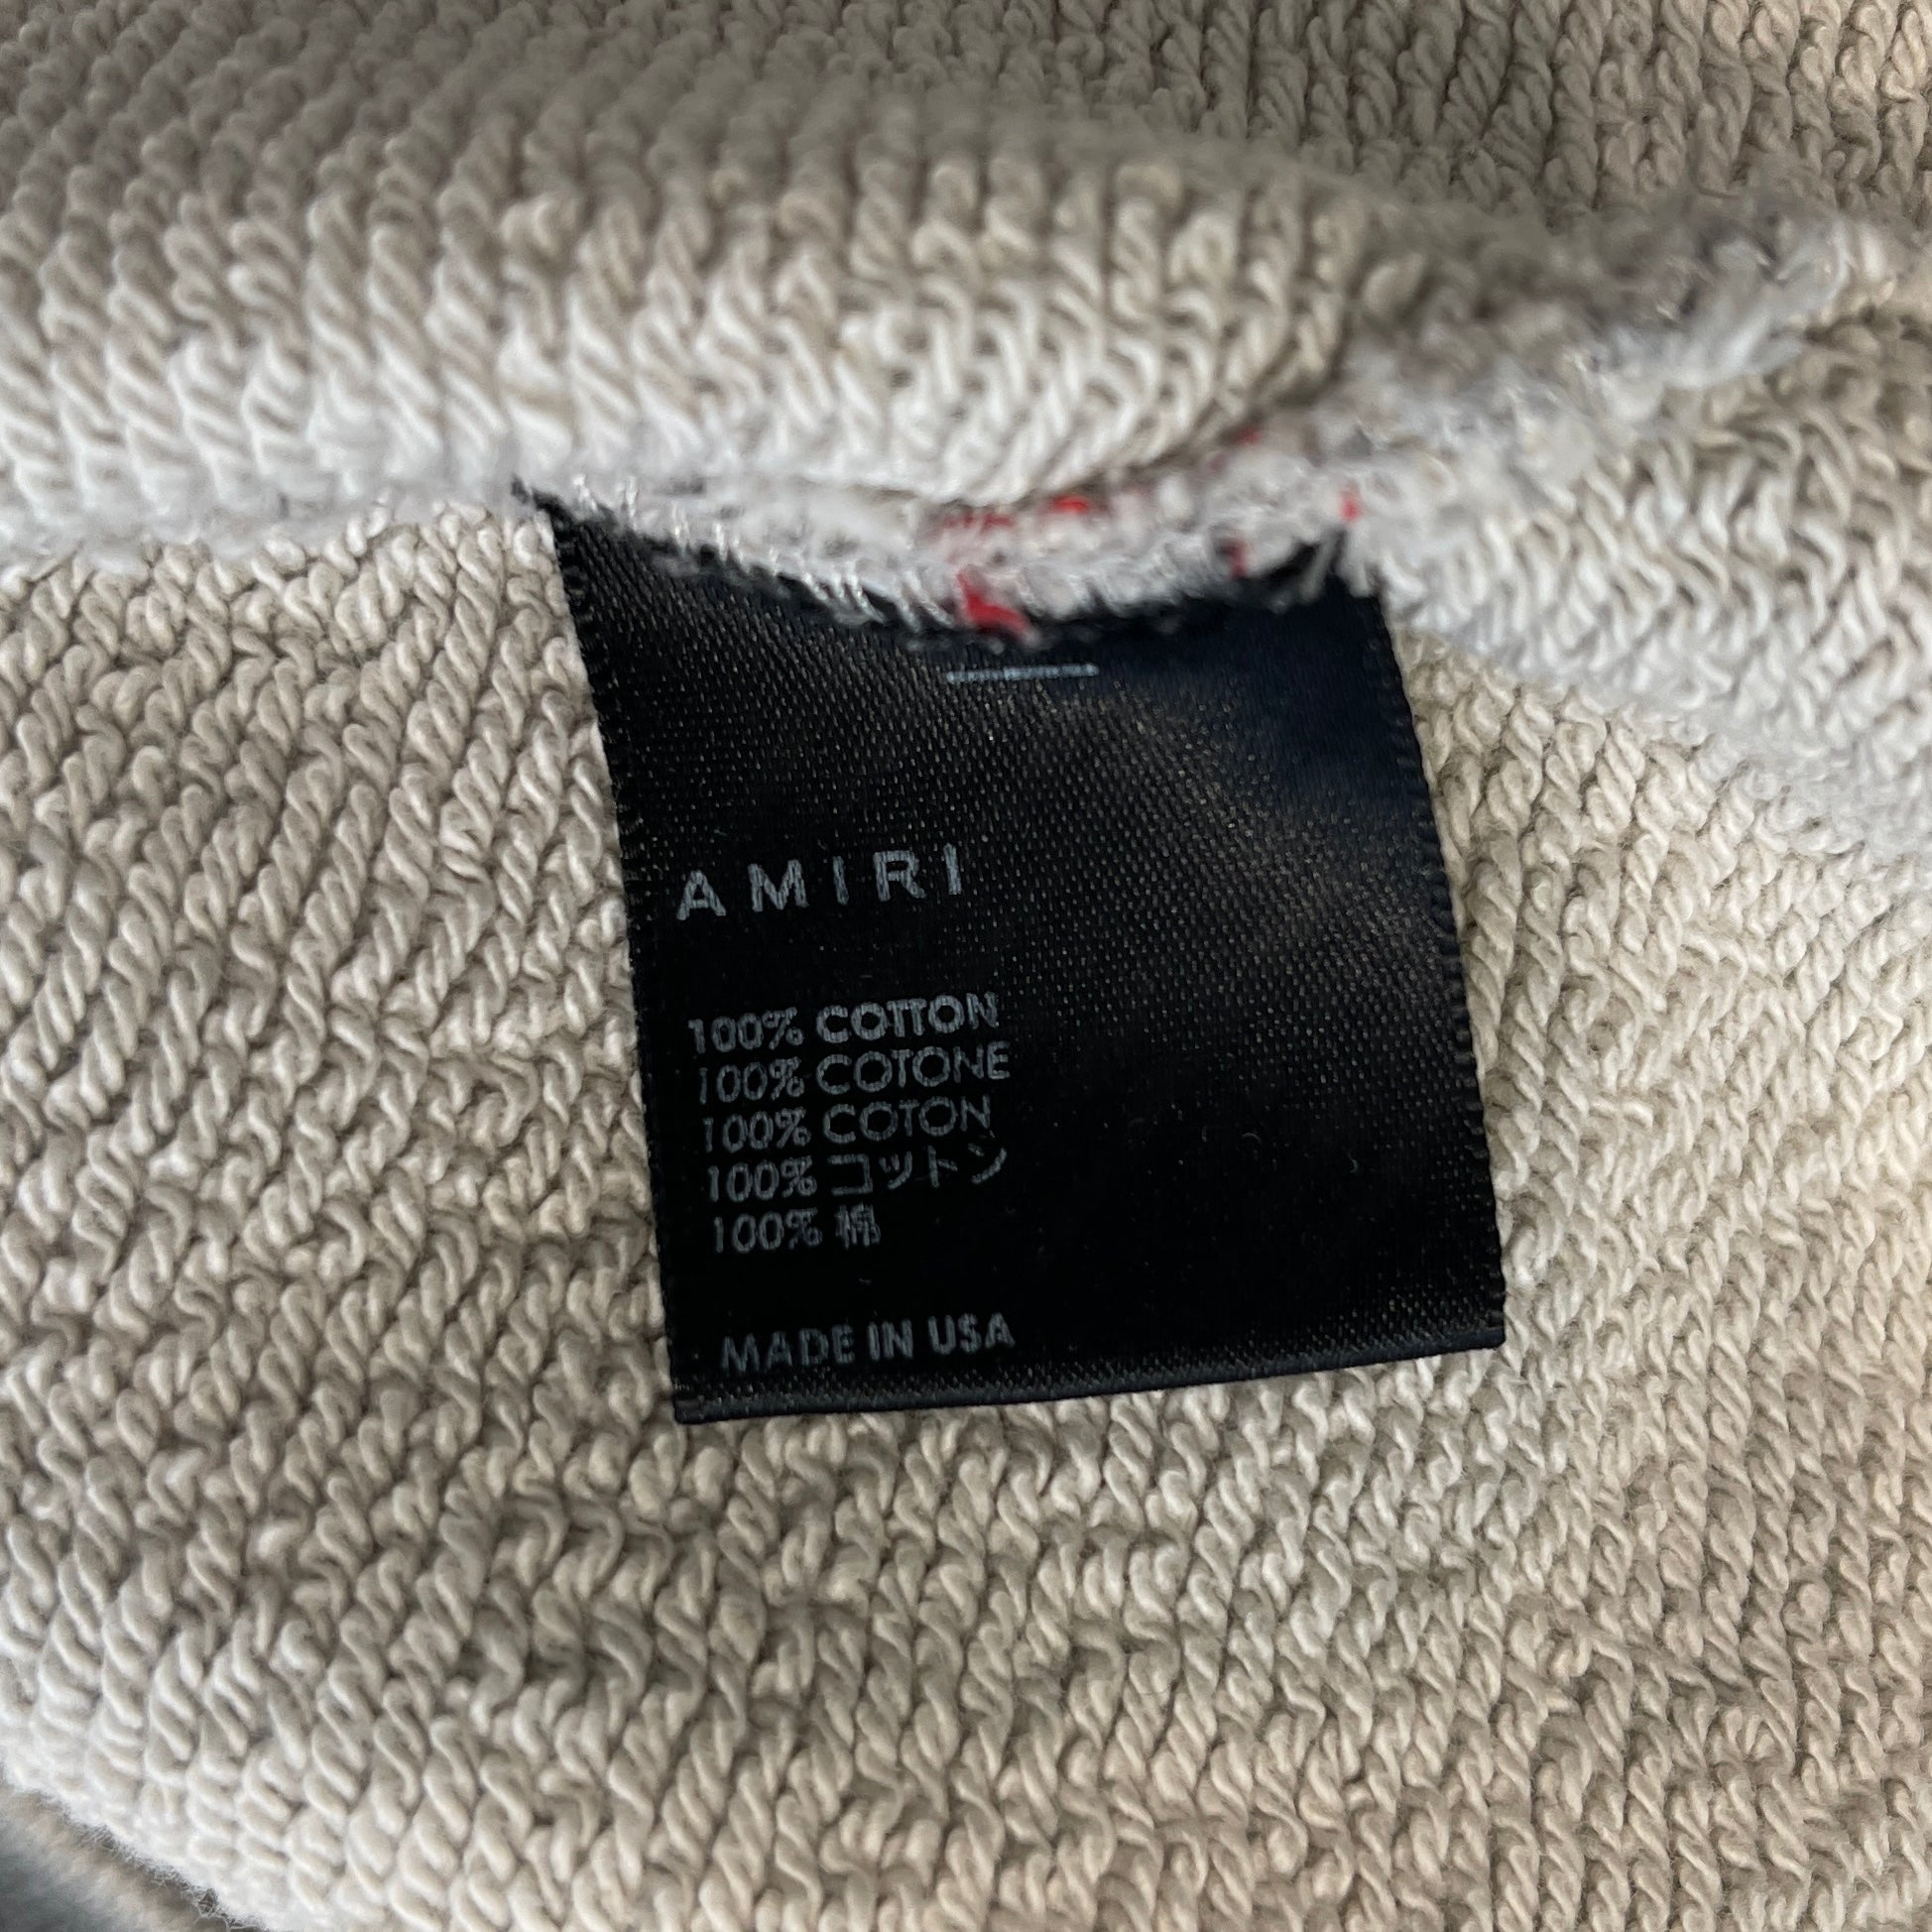 AMIRI
100% COTTON
100% COTONE
100% COTON
100% コットン
100% 棉
MADE IN USA